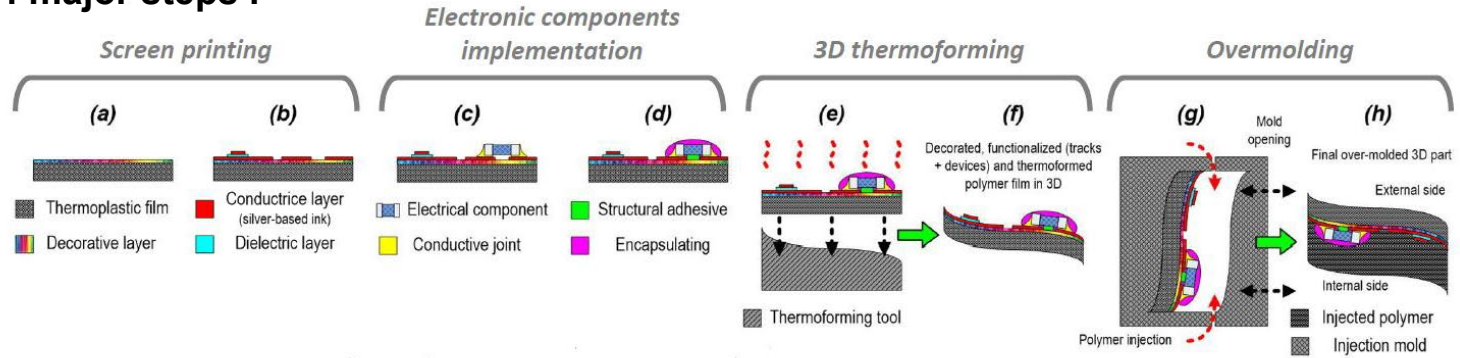 major steps :
Electronic components
implementation
Screen printing
3D thermoforming
Overmolding
(a)
(b)
(c)
(d)
(e)
(f)
(g)
(h)
Mold
opening
Decorated, functionalized (tracks
+ devices) and thermoformed
polymer film in 3D
Final over-molded 3D part
External side
Thermoplastic film
Conductrice layer
(silver-based ink)
Electrical component
Structural adhesive
Decorative layer
Dielectric layer
Conductive joint
Encapsulating
Internal side
Thermoforming tool
Injected polymer
Polymer injection
Injection mold